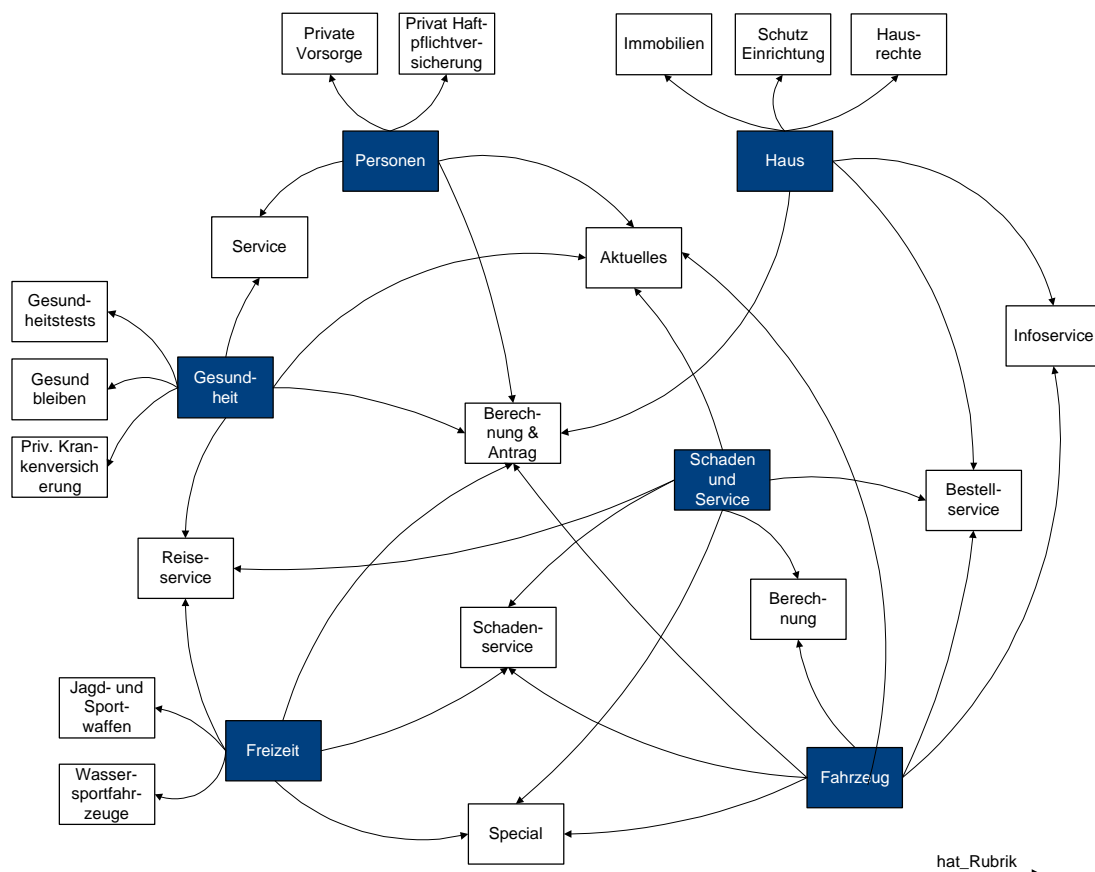 Private
Vorsorge
Privat Haft-
pflichtver-
sicherung
Immobilien
Schutz
Einrichtung
Haus-
rechte
Personen
Haus
Service
Aktuelles
Gesund-
heitstests
Infoservice
Gesund
bleiben
Gesund-
heit
Priv. Kran-
kenversich
erung
Berech-
nung &
Antrag
Schaden
und
Service
Bestell-
service
Reise-
service
Berech-
nung
Schaden-
service
Jagd- und
Sport-
waffen
Freizeit
Fahrzeug
Wasser-
sportfahr-
zeuge
Special
hat_Rubrik